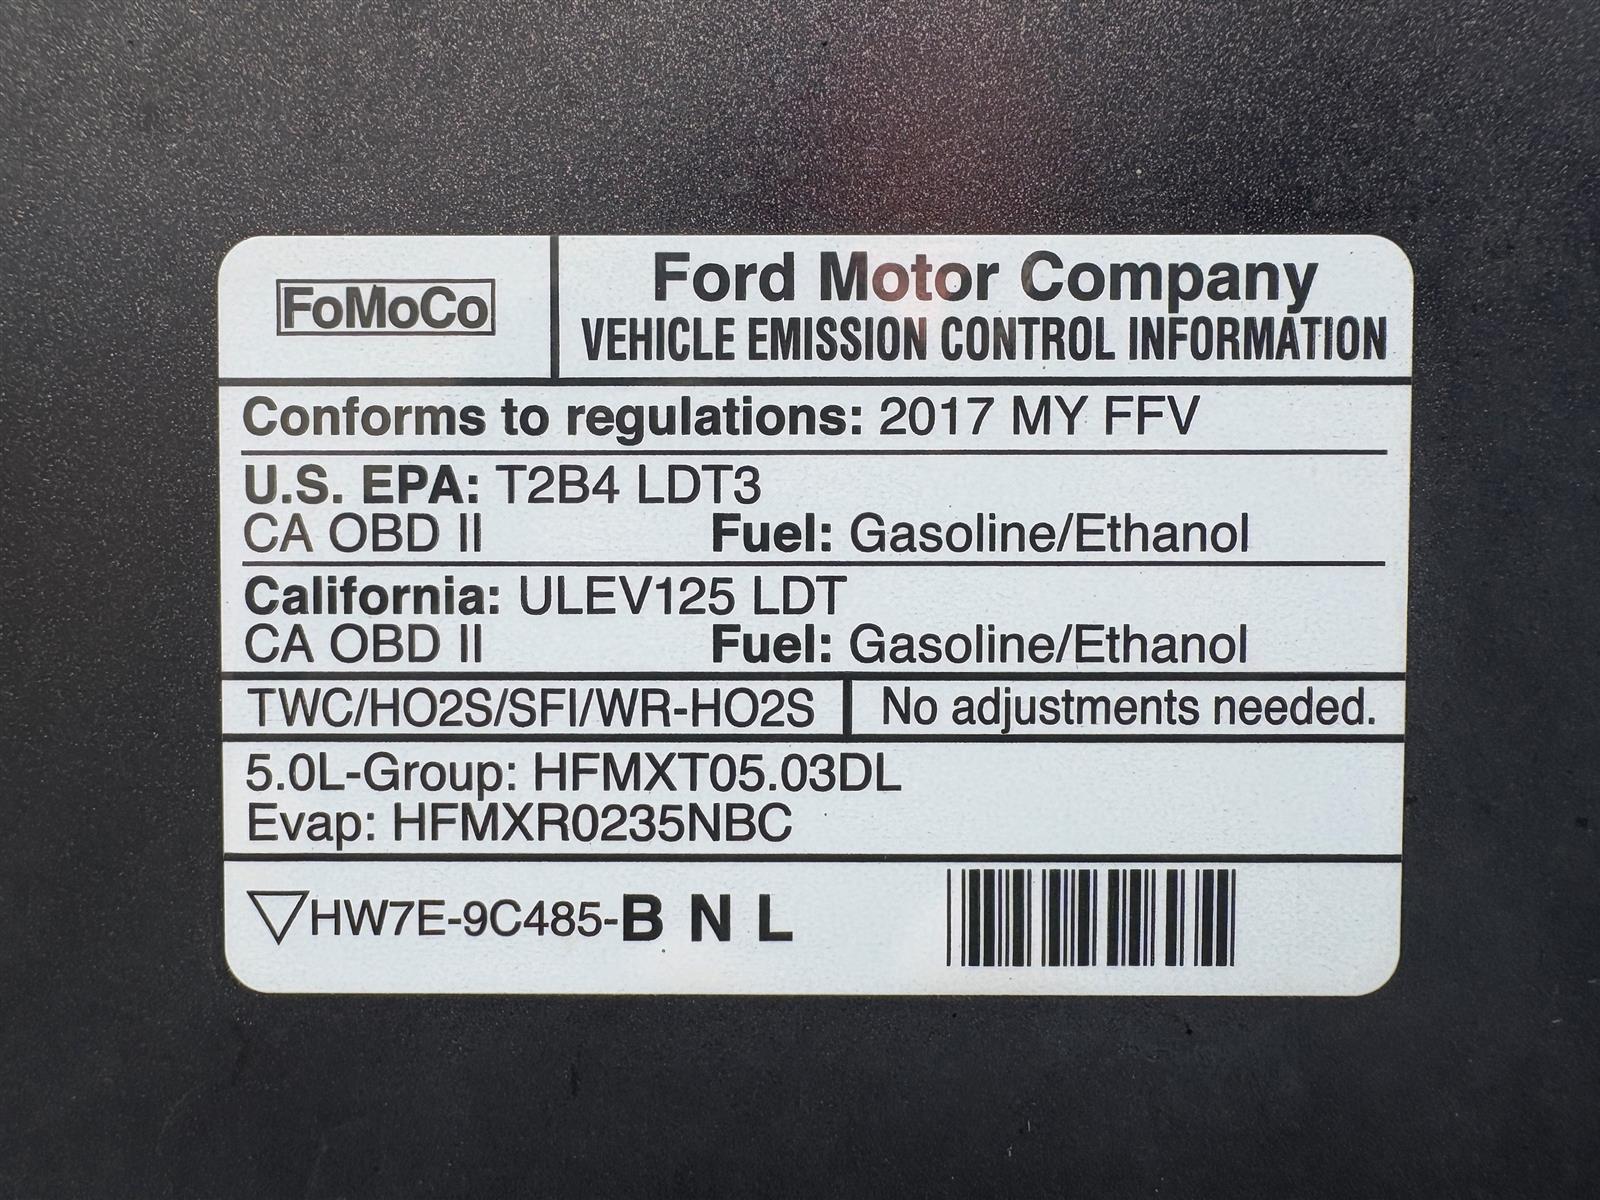 FoMoCo
Ford Motor Company
VEHICLE EMISSION CONTROL INFORMATION
Conforms to regulations: 2017 MY FFV
U.S. EPA: T2B4 LDT3
CA OBD II Fuel: Gasoline/Ethanol
California: ULEV125 LDT
CA OBD II Fuel: Gasoline/Ethanol
TWC/HO2S/SFI/WR-HO2S No adjustments needed.
5.0L-Group: HFMXT05.03DL
Evap: HFMXR0235NBC
HW7E-9C485-B N L